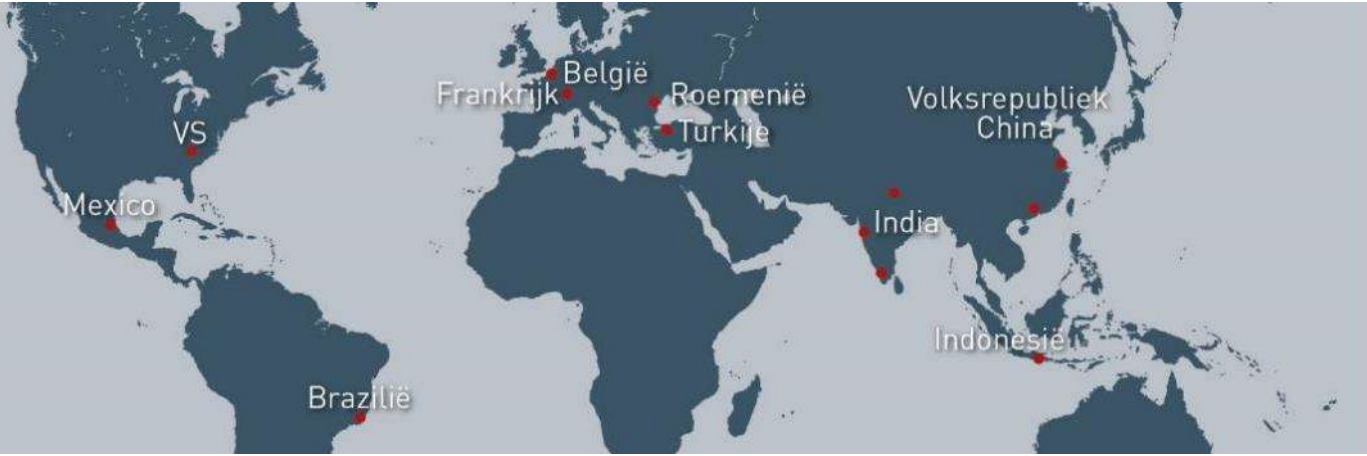 België
Frankrijk
Roemenië
Volksrepubliek
China
VS
Turkije
Mexico
India
Indonesië
Brazilië